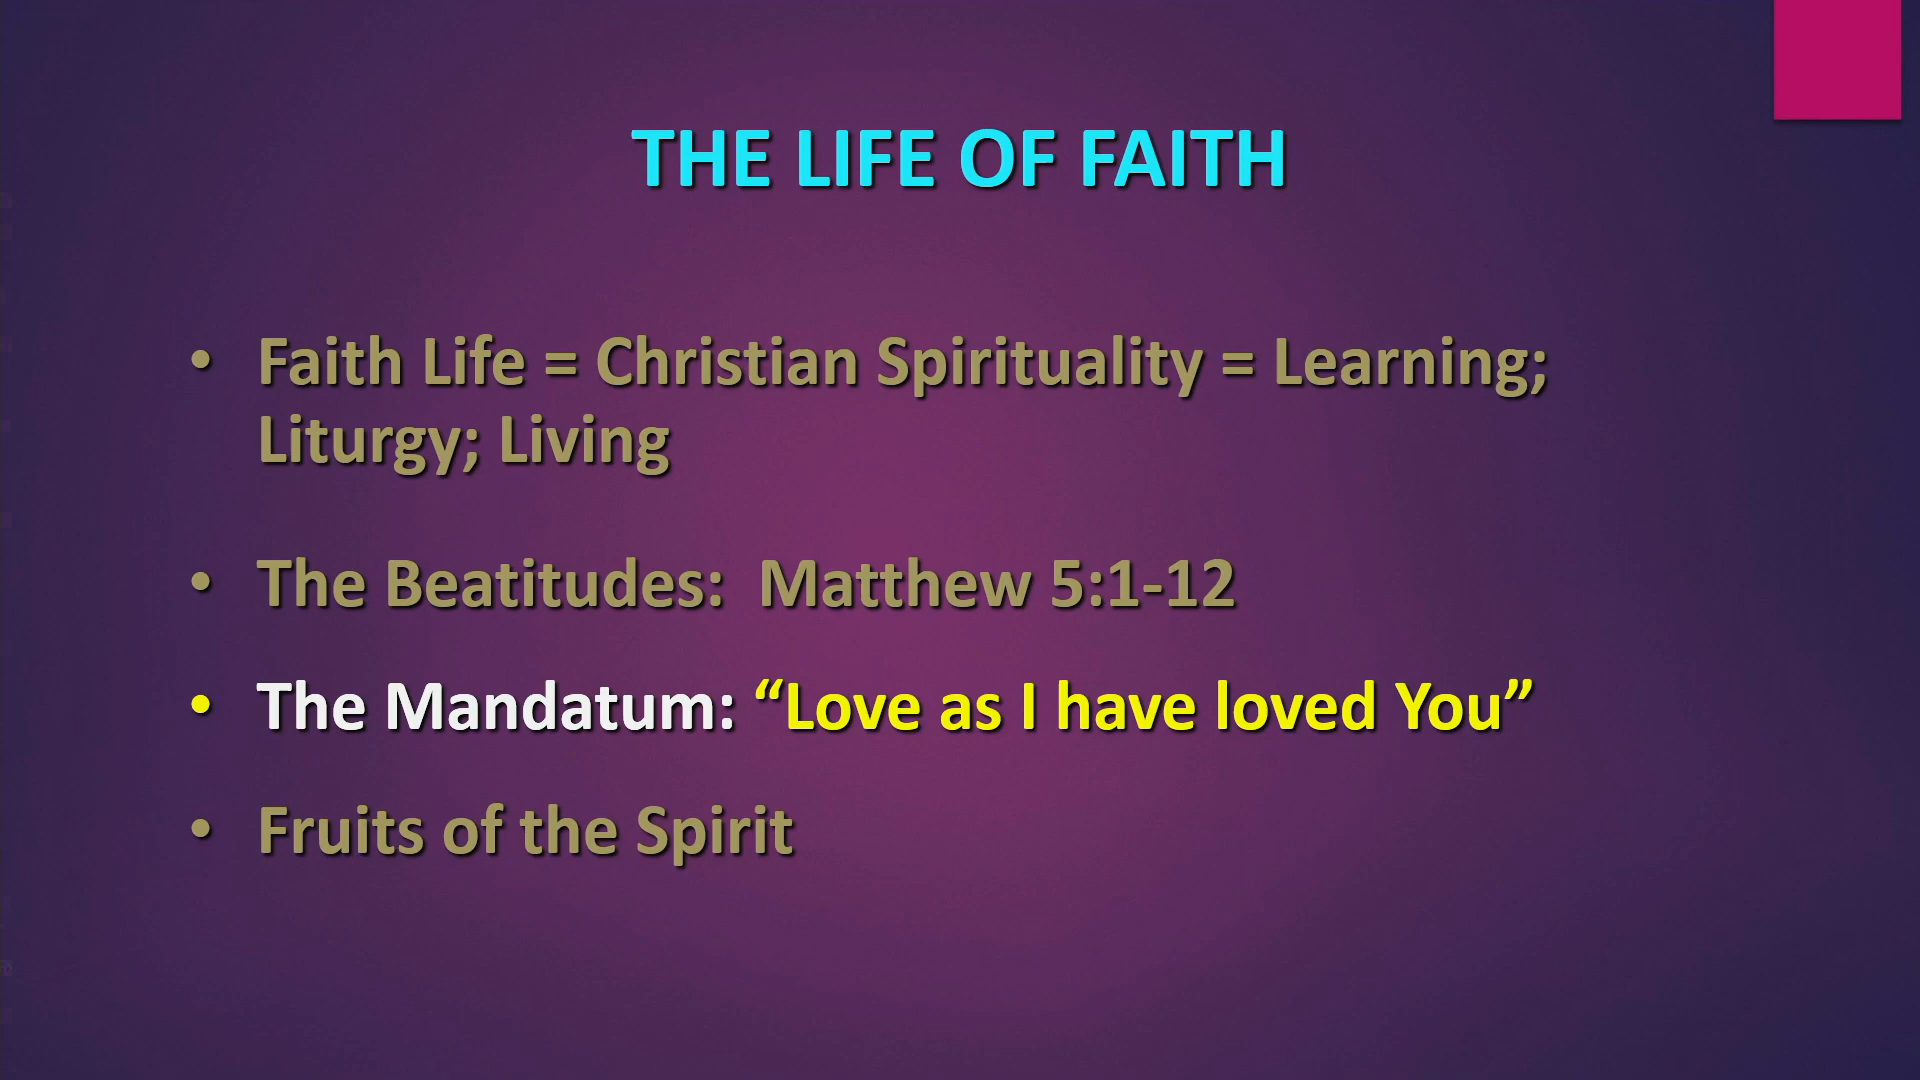 THE LIFE OF FAITH
• Faith Life = Christian Spirituality = Learning;
Liturgy; Living
• The Beatitudes:  Matthew 5:1-12
• The Mandatum: “Love as I have loved You”
• Fruits of the Spirit